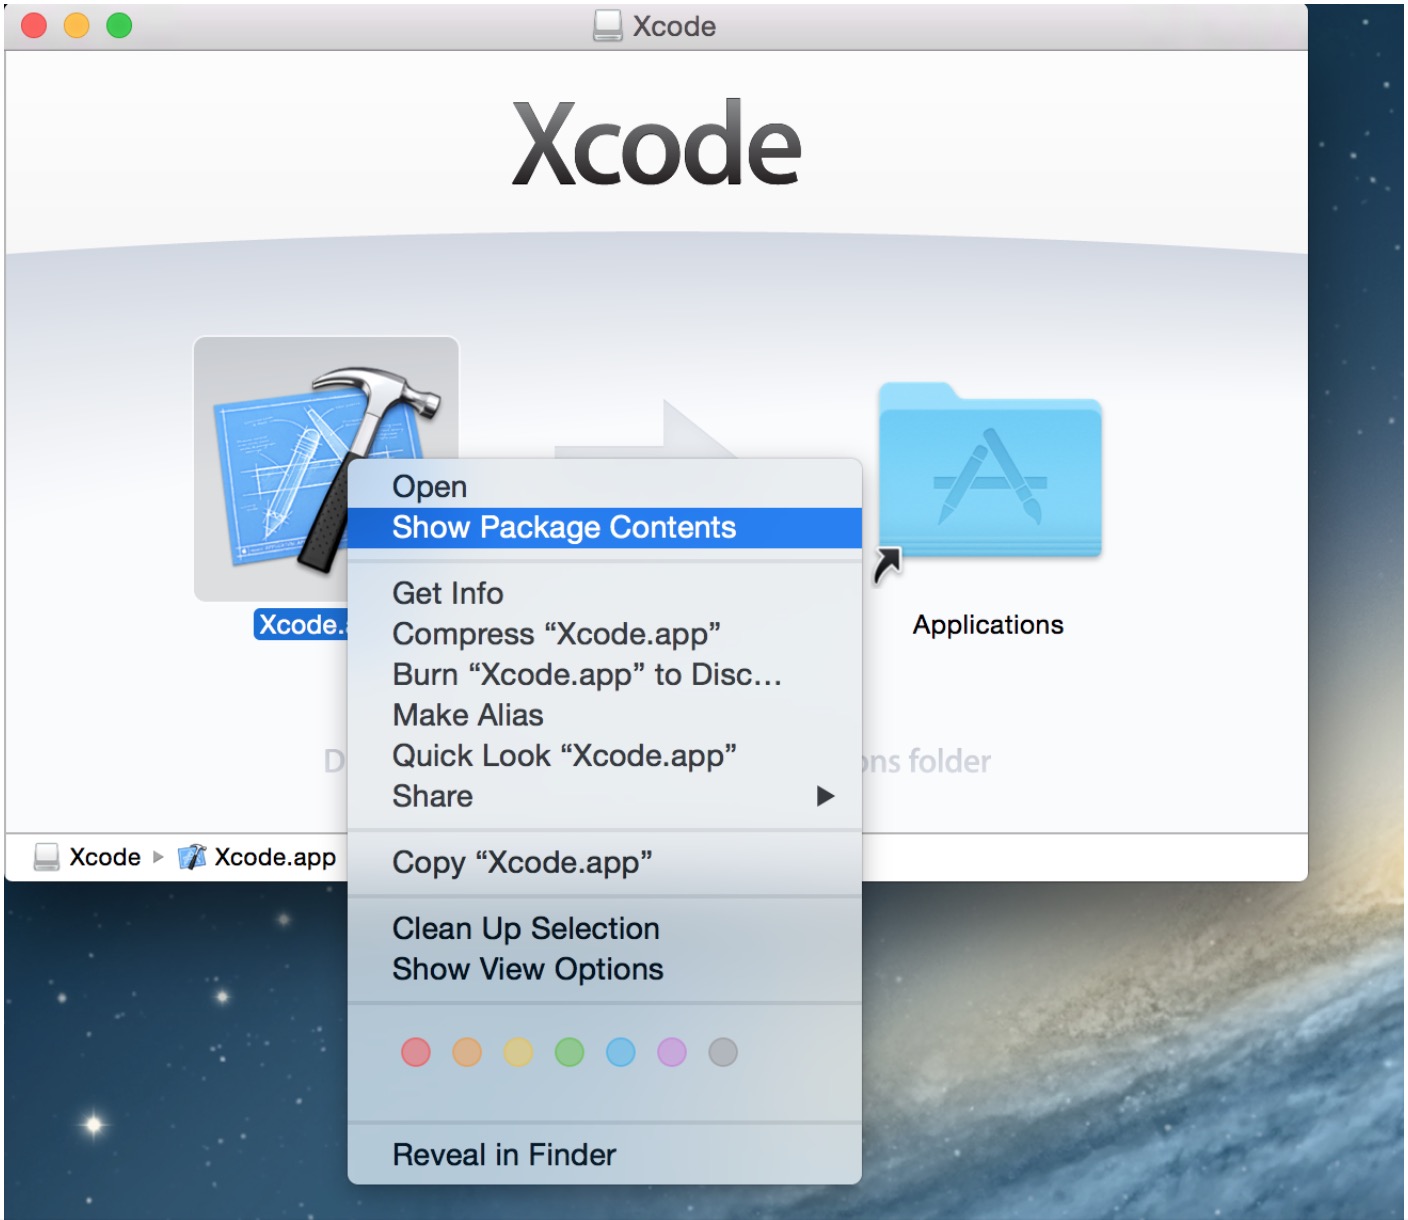 Xcode
Xcode
Open
Show Package Contents
Get Info
Compress “Xcode.app”
Burn “Xcode.app” to Disc...
Make Alias
Quick Look “Xcode.app”
Share
Copy “Xcode.app”
Clean Up Selection
Show View Options
Reveal in Finder
Xcode.
Applications
folder
Xcode
Xcode.app